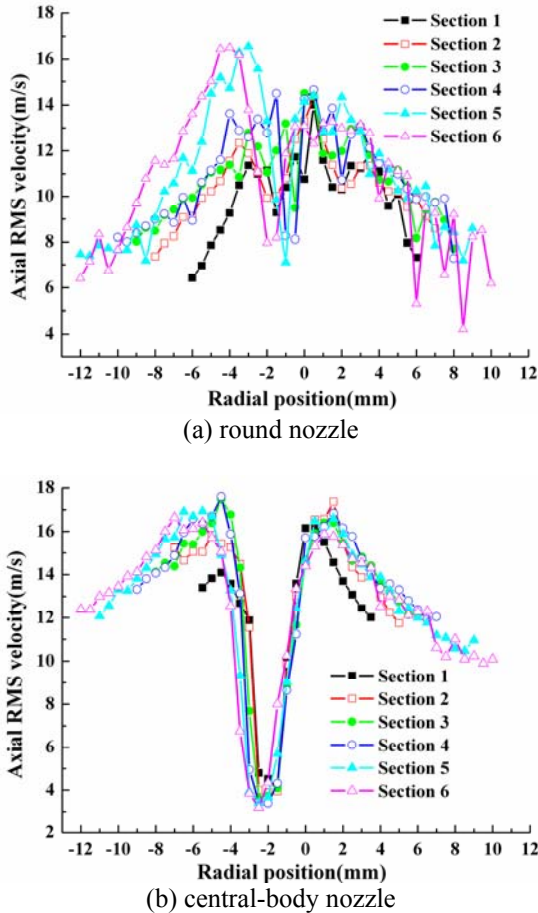 18
16
14
12
10
8
6
4
Axial RMS velocity(m/s)
Section 1
Section 2
Section 3
Section 4
Section 5
Section 6
-12 -10 -8 -6 -4 -2 0 2 4 6 8 10 12
Radial position(mm)
(a) round nozzle
18
16
14
12
10
8
6
4
2
Axial RMS velocity(m/s)
Section 1
Section 2
Section 3
Section 4
Section 5
Section 6
-12 -10 -8 -6 -4 -2 0 2 4 6 8 10 12
Radial position(mm)
(b) central-body nozzle